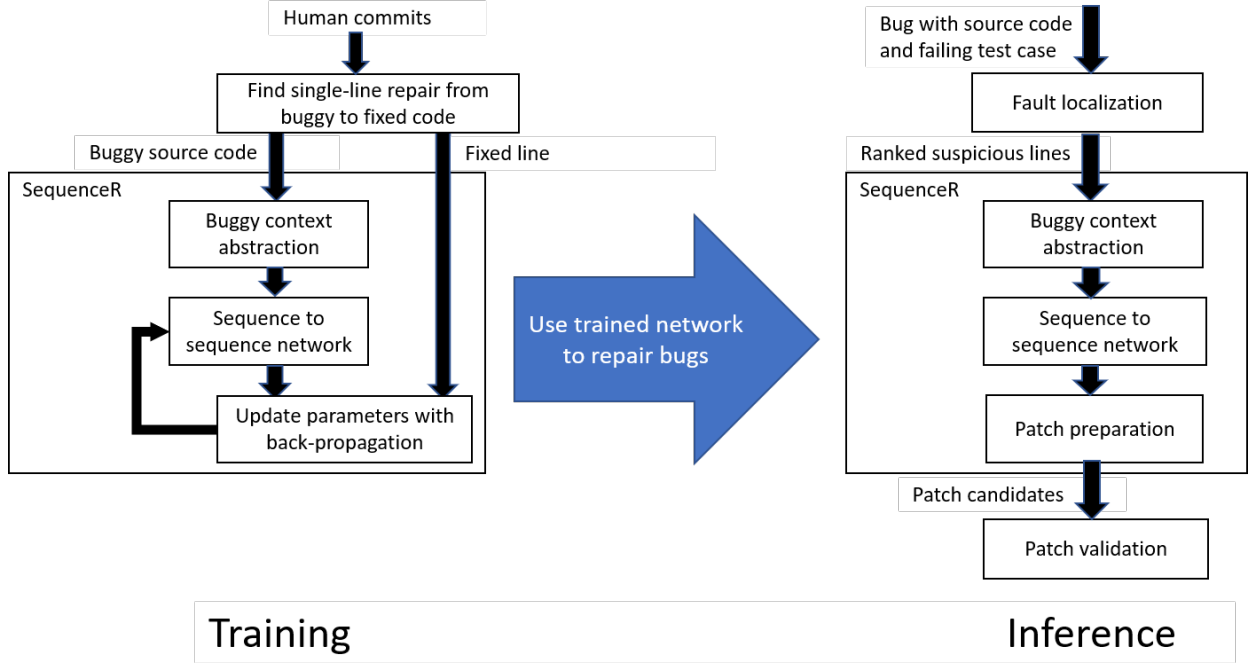 Human commits
Find single-line repair from
buggy to fixed code
Buggy source code
Fixed line
SequenceR
Buggy context
abstraction
Sequence to
sequence network
Update parameters with
back-propagation
Use trained network
to repair bugs
Bug with source code
and failing test case
Fault localization
Ranked suspicious lines
SequenceR
Buggy context
abstraction
Sequence to
sequence network
Patch preparation
Patch candidates
Patch validation
Training
Inference